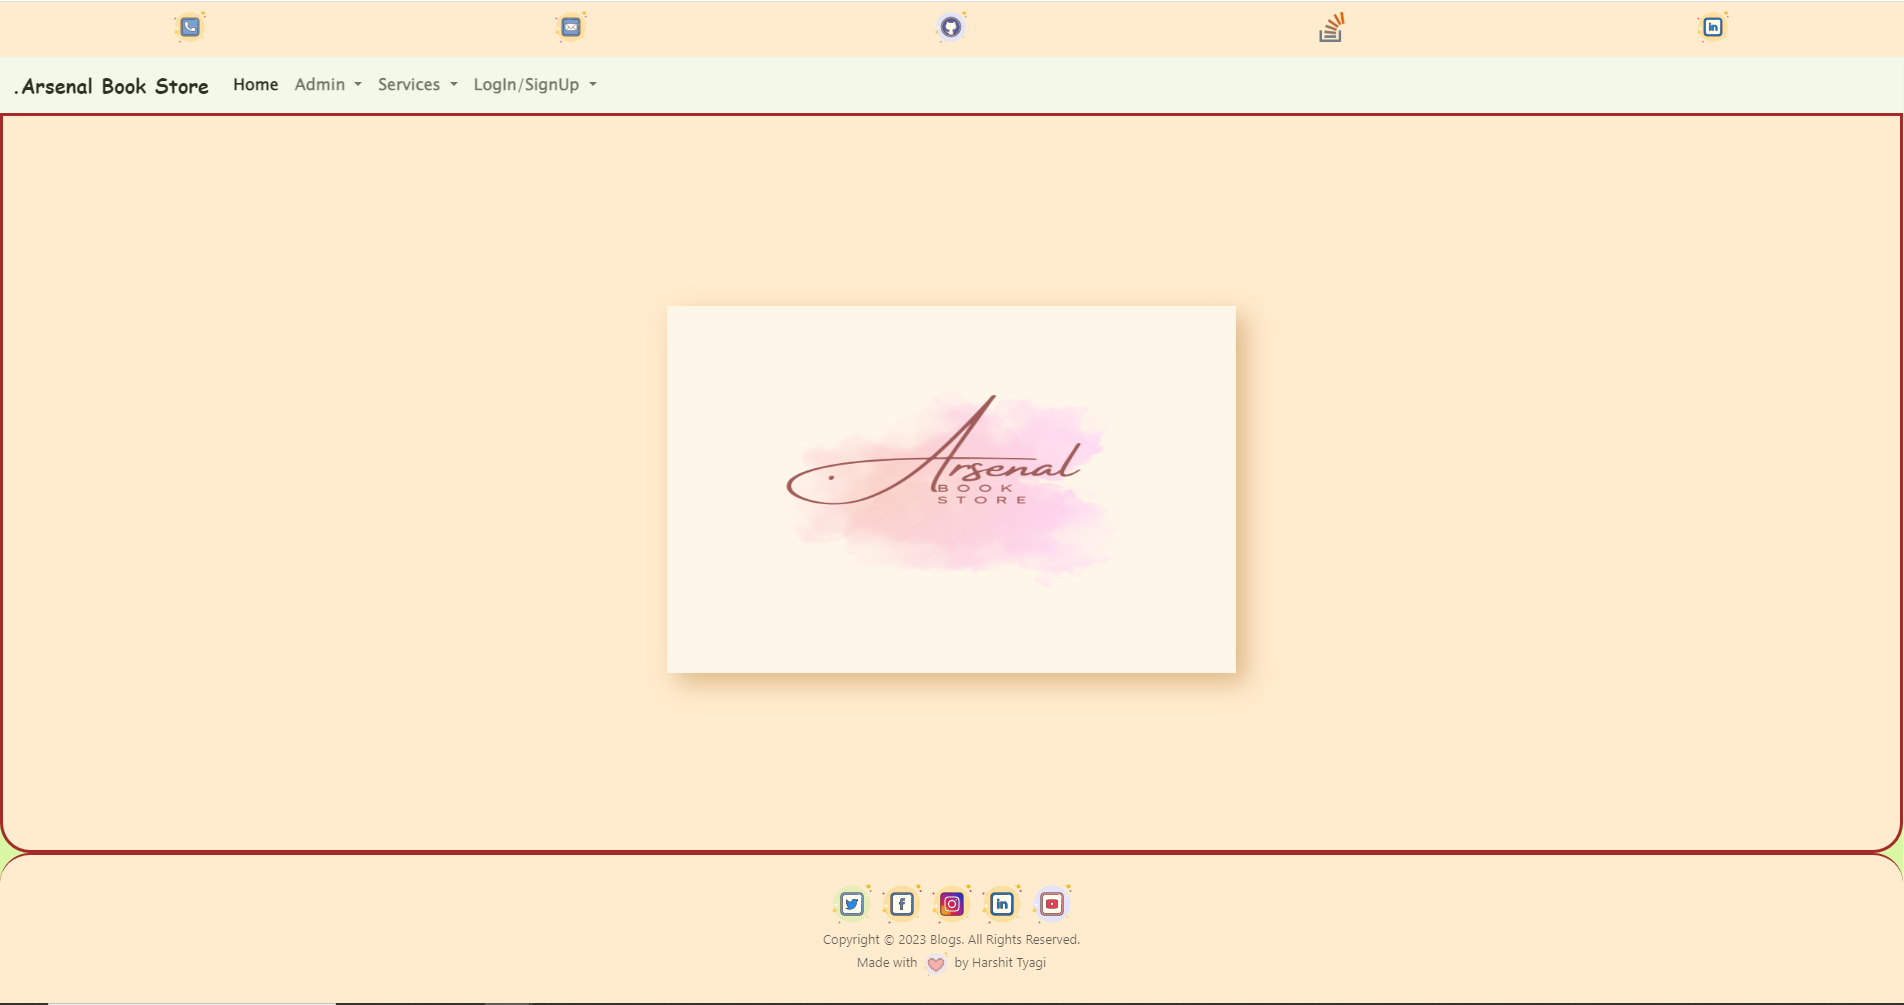 .Arsenal Book Store Home Admin Services LogIn/SignUp
Arsenal
BOOK
STORE
Copyright © 2023 Blogs. All Rights Reserved.
Made with by Harshit Tyagi